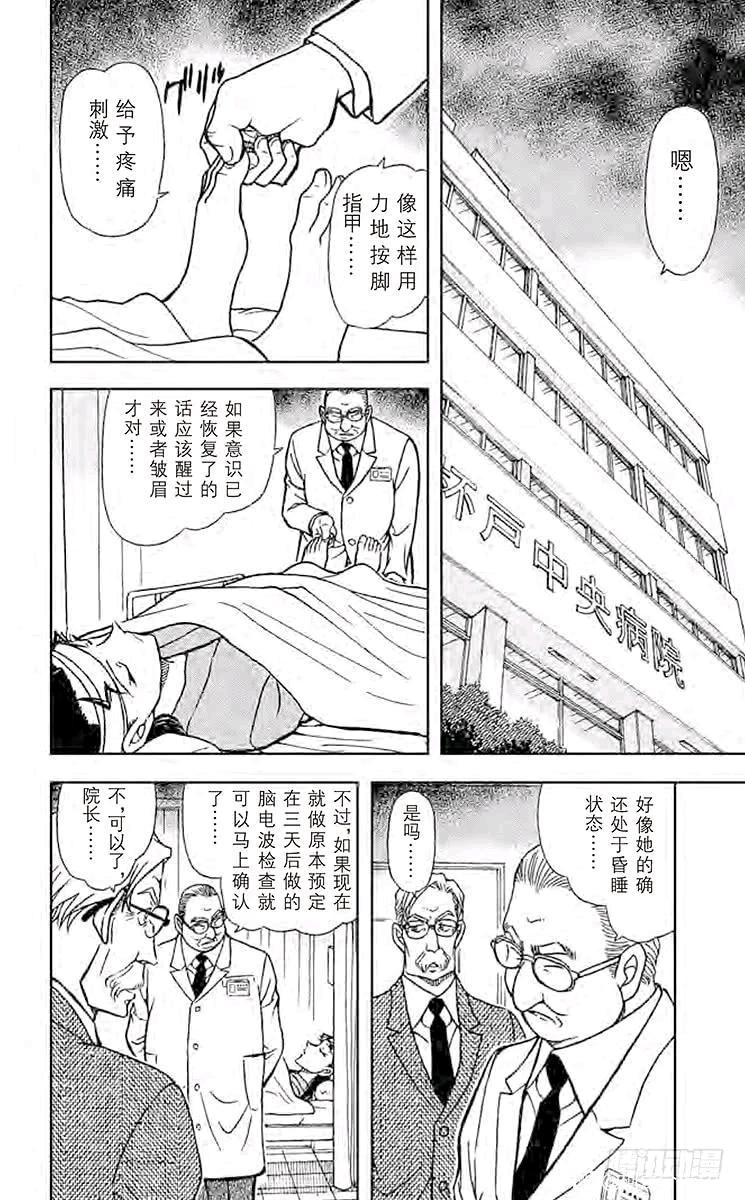 嗯
……
杯戸中央病院
像这样用
力地按脚
指甲……
给予疼痛
刺激……
如果意识已
经恢复了的
话应该醒过
来或者皱眉
才对……
好像她的确
还处于昏睡
状态……
是吗……
不过,如果现在
就做原本预定
在三天后做的
脑电波检查就
可以马上确认
了……
不,可以了,
院长……